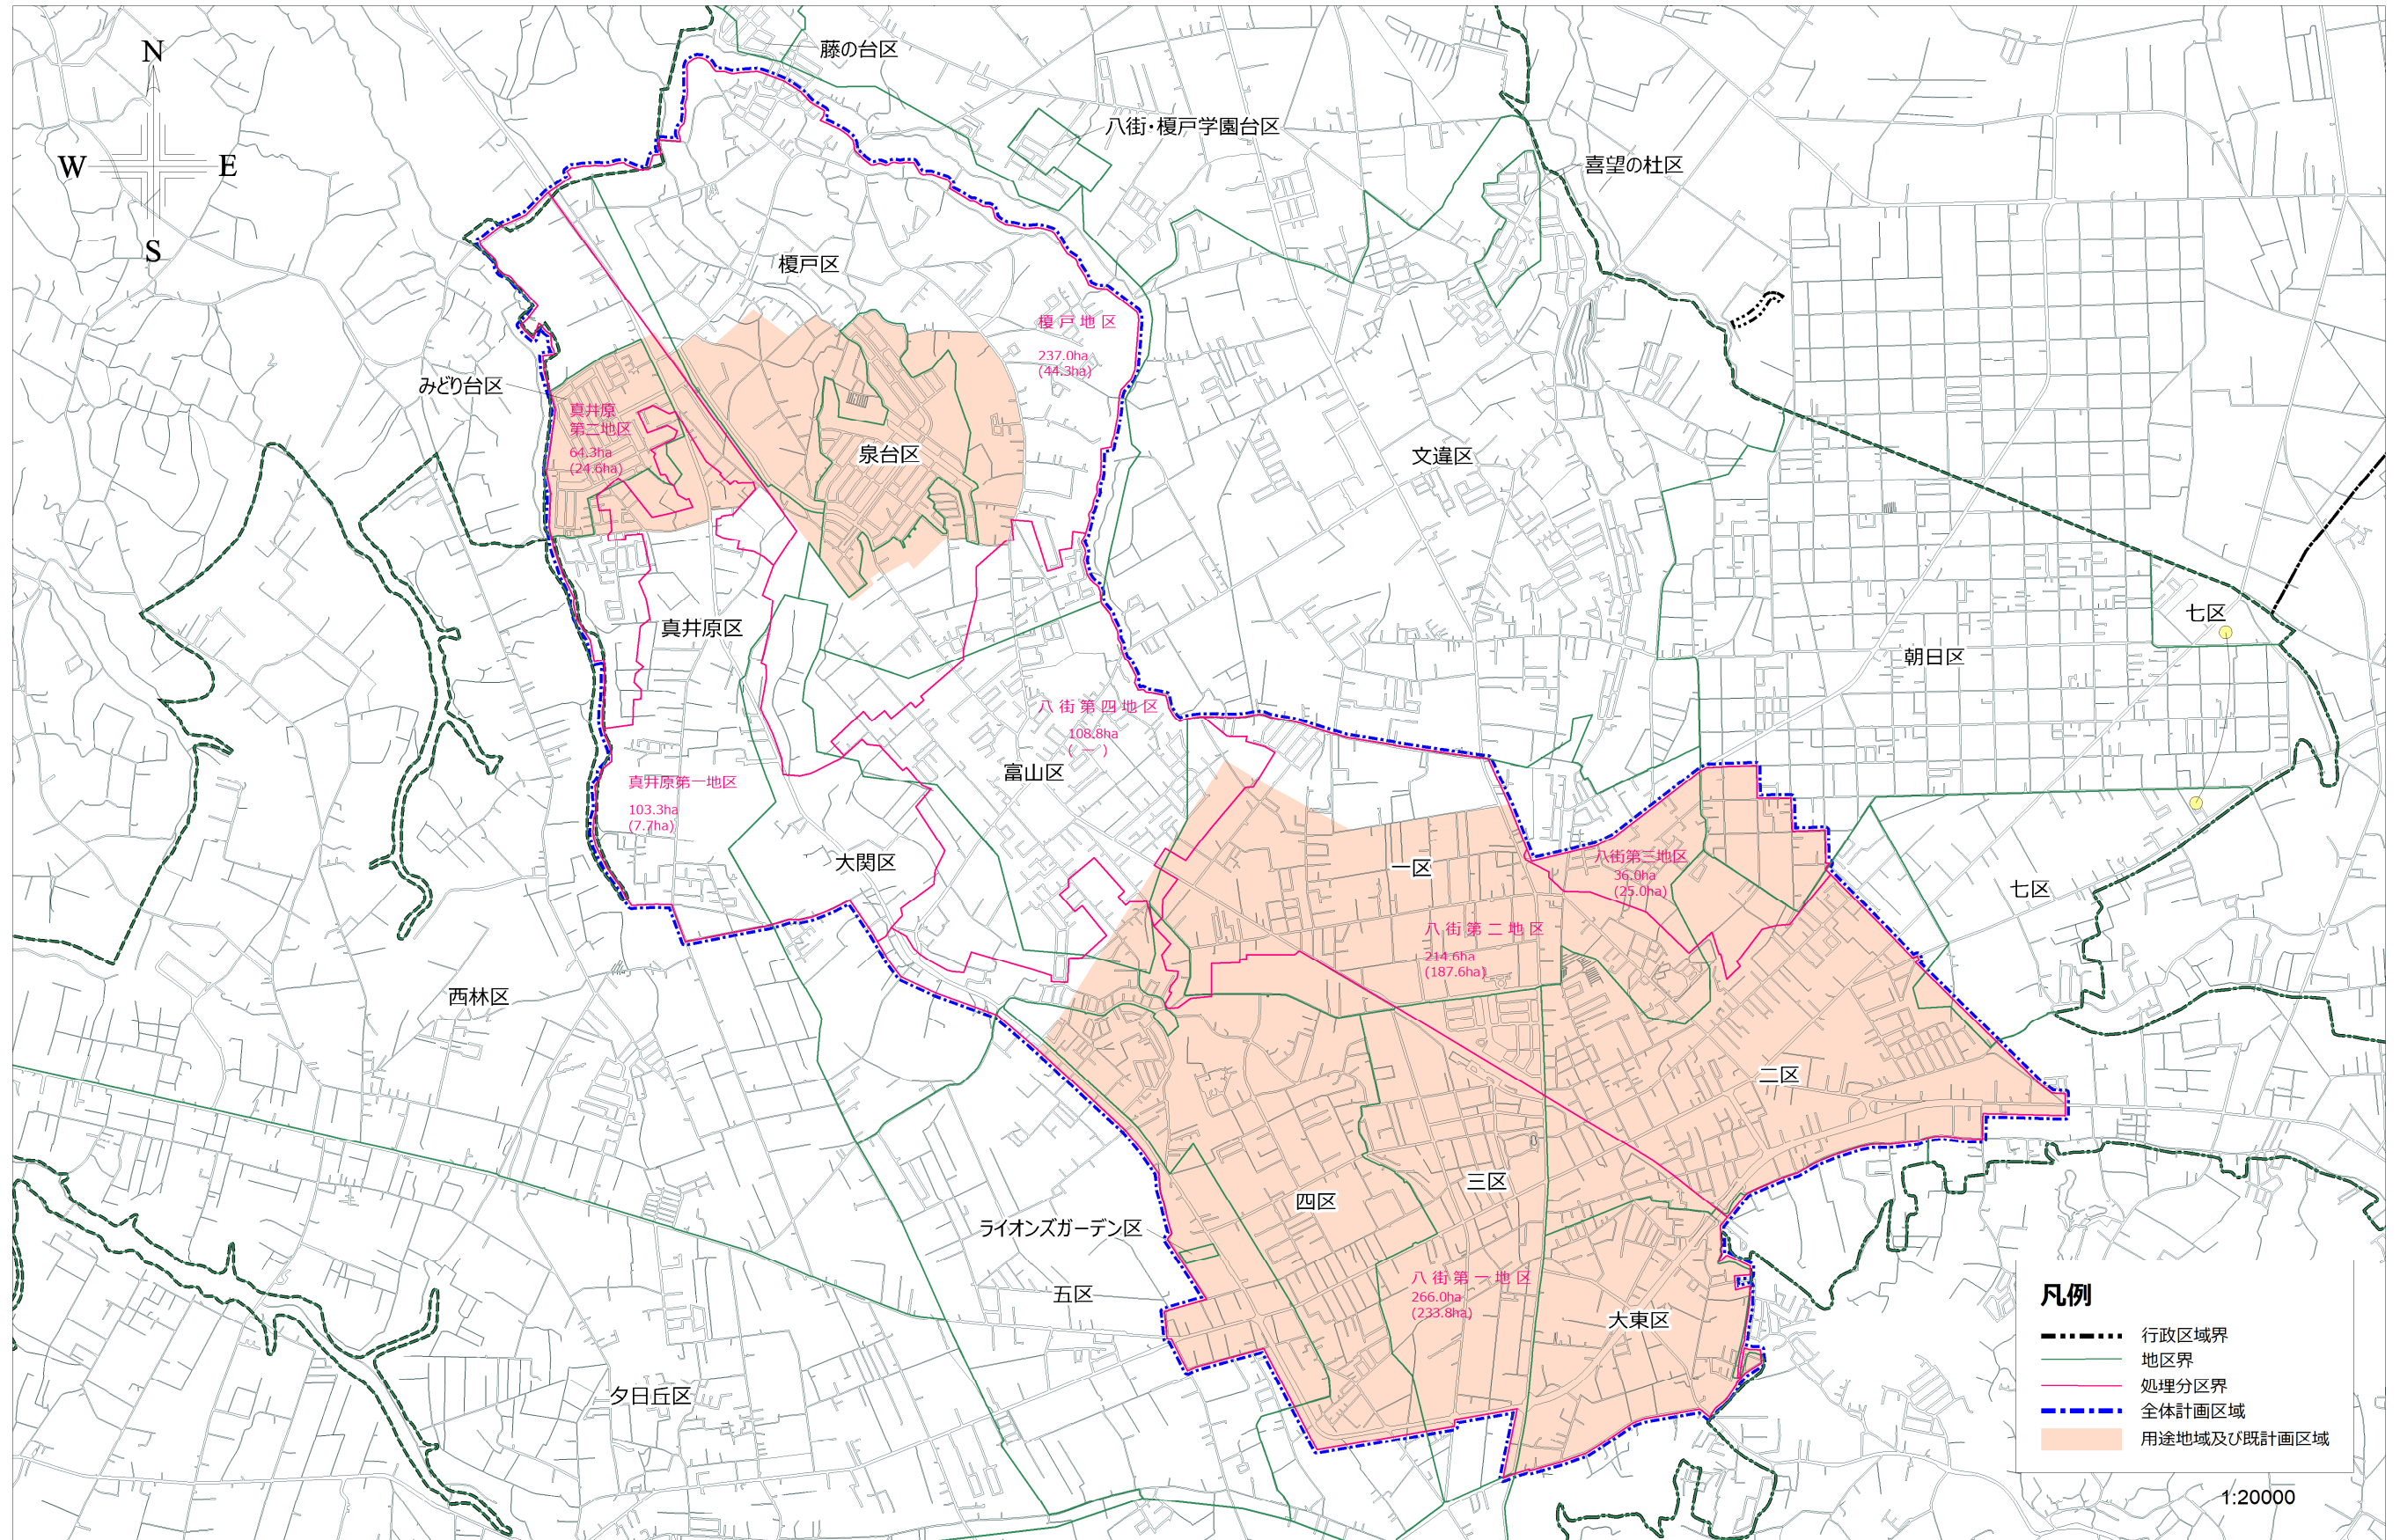 N
W
E
S
藤の台区
八街・榎戸学園台区
喜望の杜区
榎戸区
榎戸地区
237.0ha
(44.3ha)
みどり台区
真井原
第二地区
64.3ha
(24.6ha)
泉台区
文違区
七区
朝日区
真井原区
八街第四地区
108.8ha
( ― )
富山区
真井原第一地区
103.3ha
(7.7ha)
大関区
一区
八街第三地区
36.0ha
(25.0ha)
七区
八街第二地区
214.6ha
(187.6ha)
西林区
二区
三区
四区
ライオンズガーデン区
五区
八街第一地区
266.0ha
(233.8ha)
大東区
夕日丘区
凡例
行政区域界
地区界
処理分区界
全体計画区域
用途地域及び既計画区域
1:20000